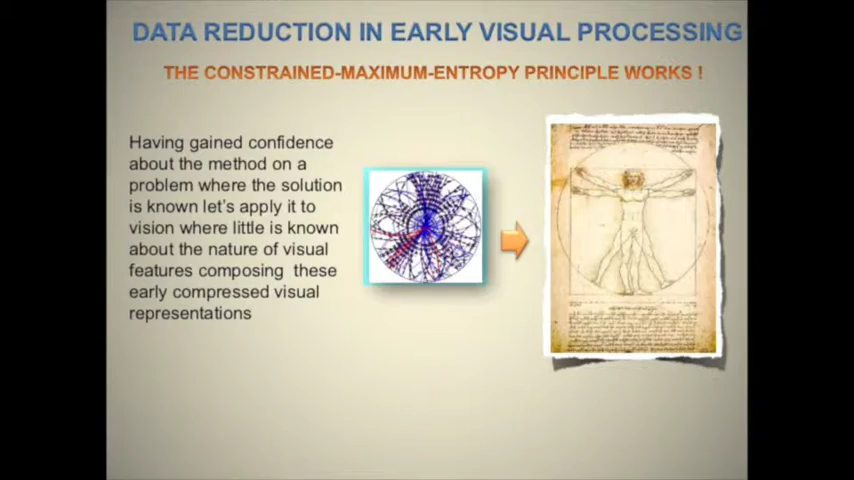 DATA REDUCTION IN EARLY VISUAL PROCESSING
THE CONSTRAINED-MAXIMUM-ENTROPY PRINCIPLE WORKS !
Having gained confidence
about the method on a
problem where the solution
is known let's apply it to
vision where little is known
about the nature of visual
features composing  these
early compressed visual
representations